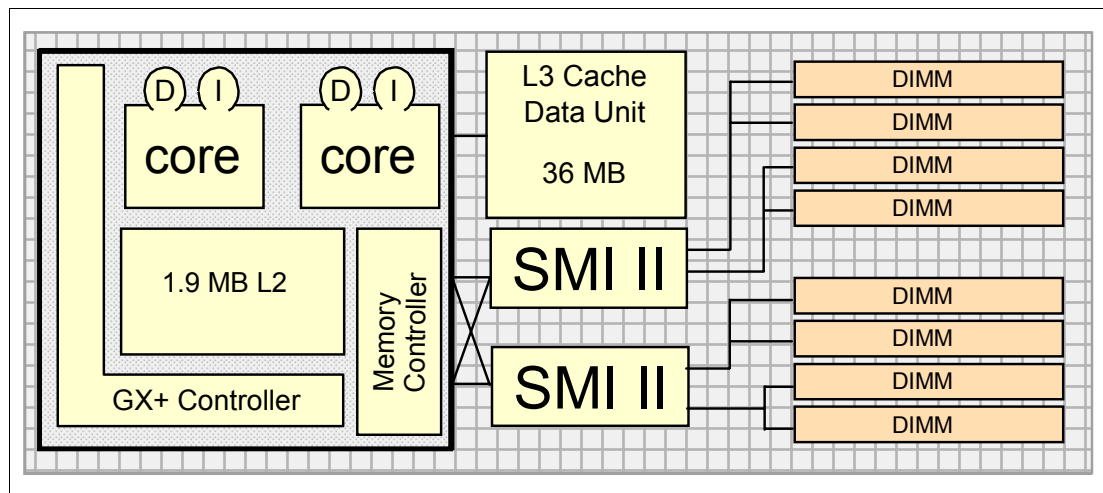 D I
core
D I
core
1.9 MB L2
GX+ Controller
Memory
Controller
L3 Cache
Data Unit
36 MB
SMI II
SMI II
DIMM
DIMM
DIMM
DIMM
DIMM
DIMM
DIMM
DIMM